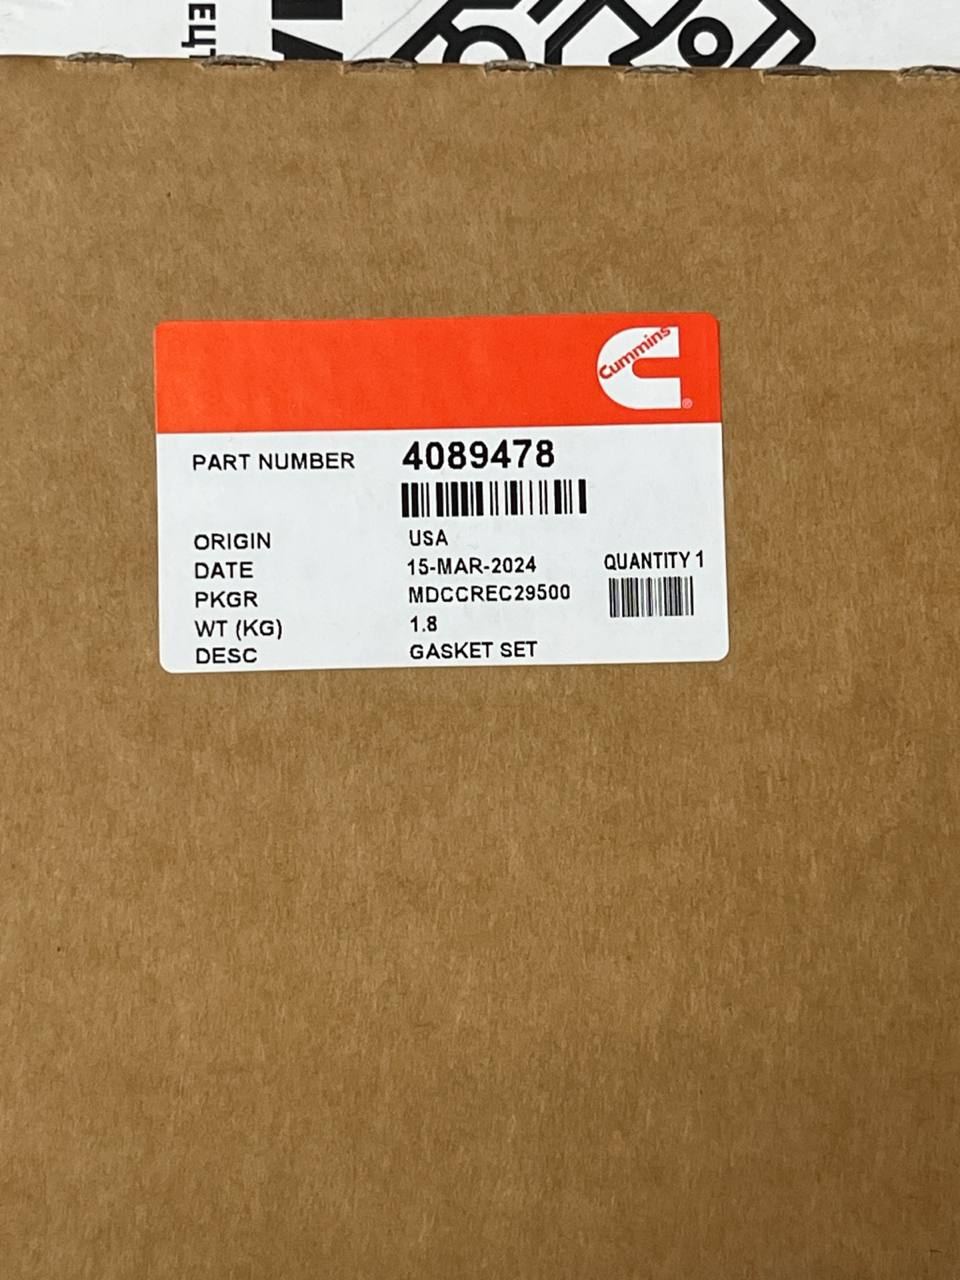 ЕЦ
Cummins
®
PART NUMBER 4089478
ORIGIN USA
DATE 15-MAR-2024 QUANTITY 1
PKGR MDCCREC29500
WT (KG) 1.8
DESC GASKET SET